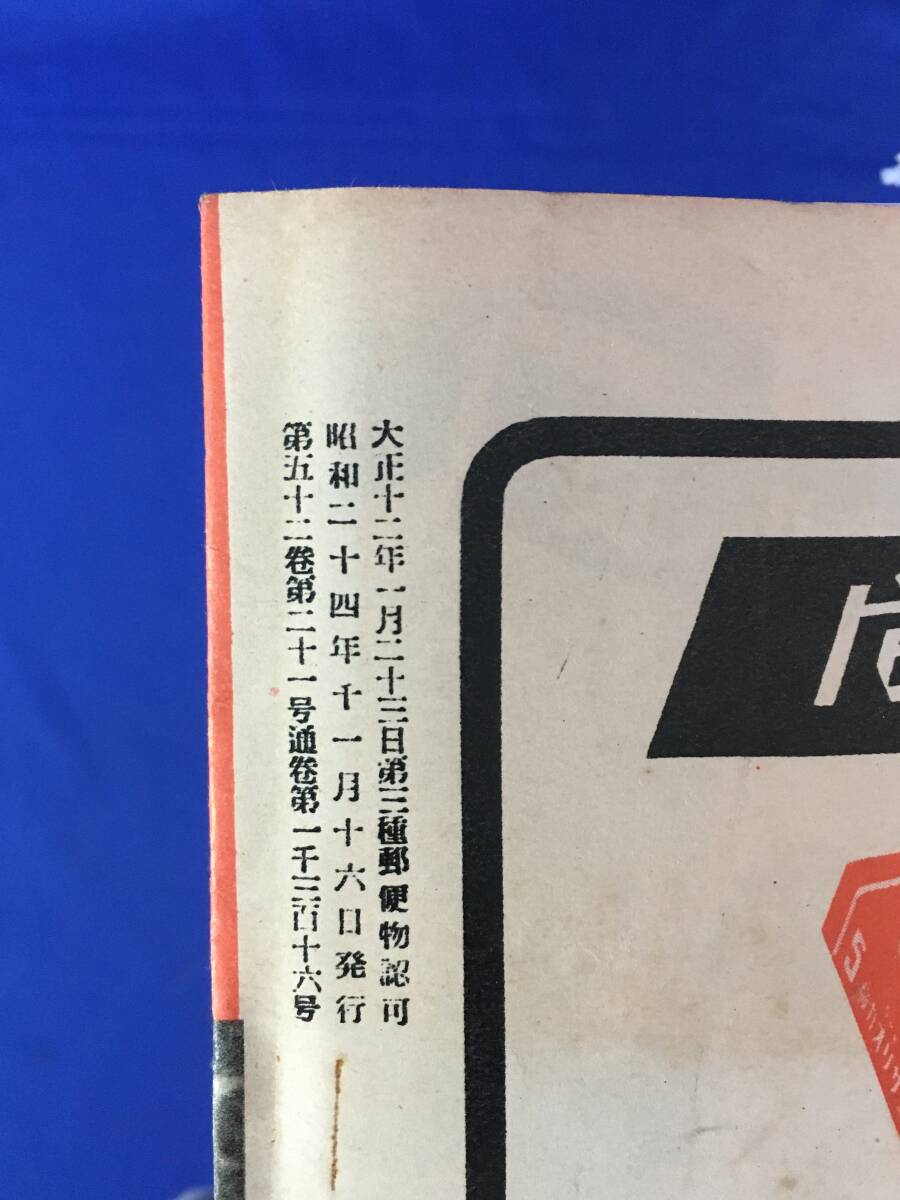 大正十二年一月二十三日第三種郵便物認可
昭和二十四年十一月十六日発行
第五十二巻第二十一号通巻第一千三百十六号